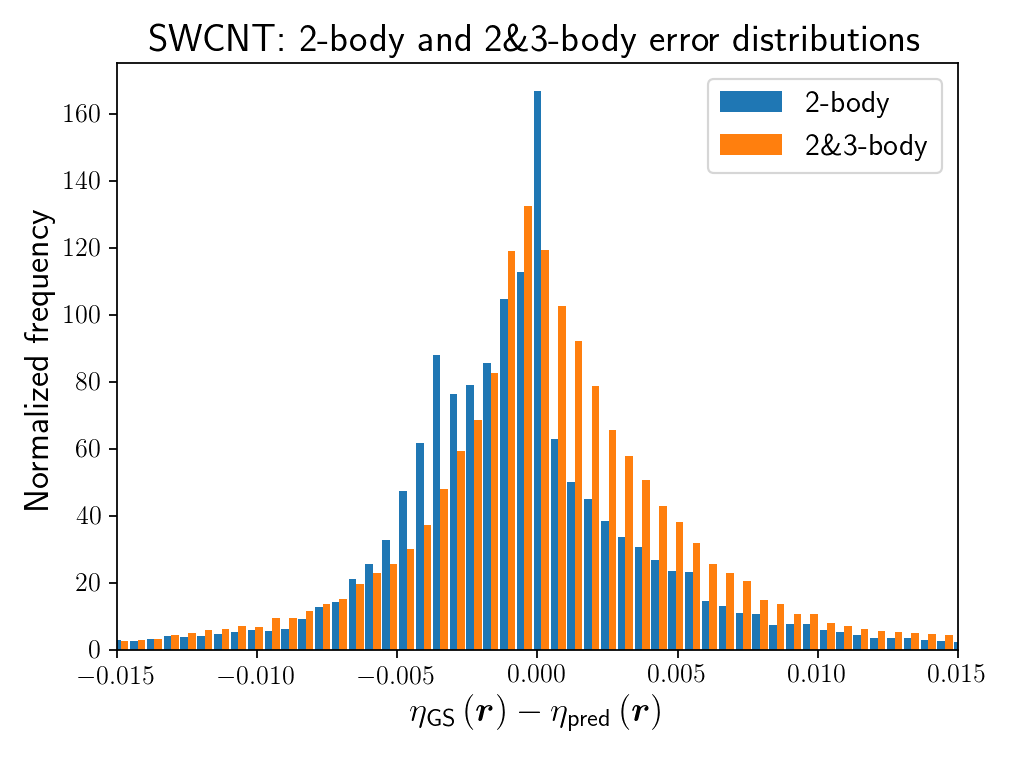 SWCNT: 2-body and 2&3-body error distributions
2-body
2&3-body
Normalized frequency
160
140
120
100
80
60
40
20
0
−0.015 −0.010 −0.005 0.000 0.005 0.010 0.015
η_GS (r) − η_pred (r)